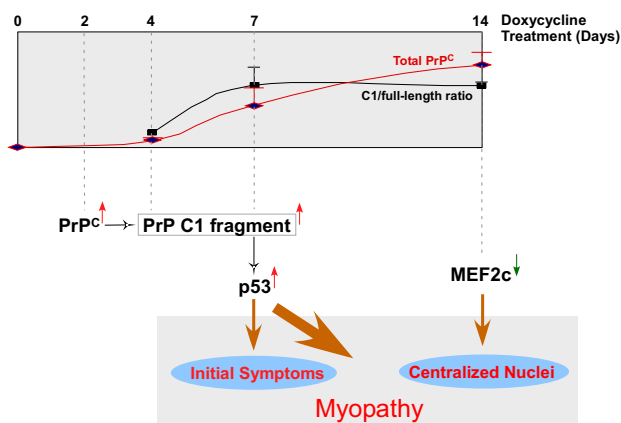 0 2 4 7 14 Doxycycline
Treatment (Days)
Total PrPᶜ
C1/full-length ratio
PrPᶜ PrP C1 fragment
p53 MEF2c
Initial Symptoms Centralized Nuclei
Myopathy